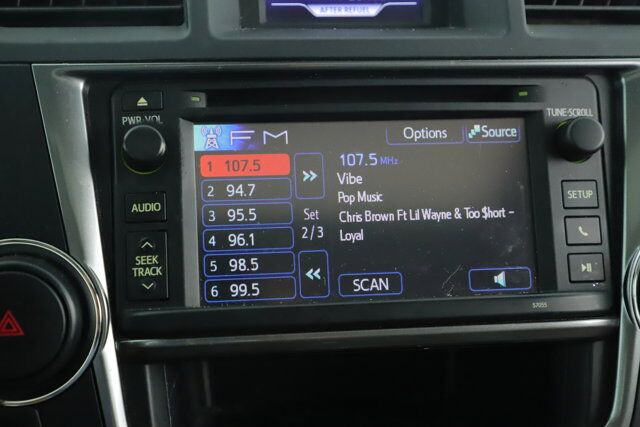 AFTER REFUEL
PWR·VOL
TUNE·SCROLL
FM
Options
Source
1 107.5
2 94.7
3 95.5
4 96.1
5 98.5
6 99.5
Set
2/3
107.5 MHz
Vibe
Pop Music
Chris Brown Ft Lil Wayne & Too $hort –
Loyal
SCAN
AUDIO
SEEK
TRACK
SETUP
57055